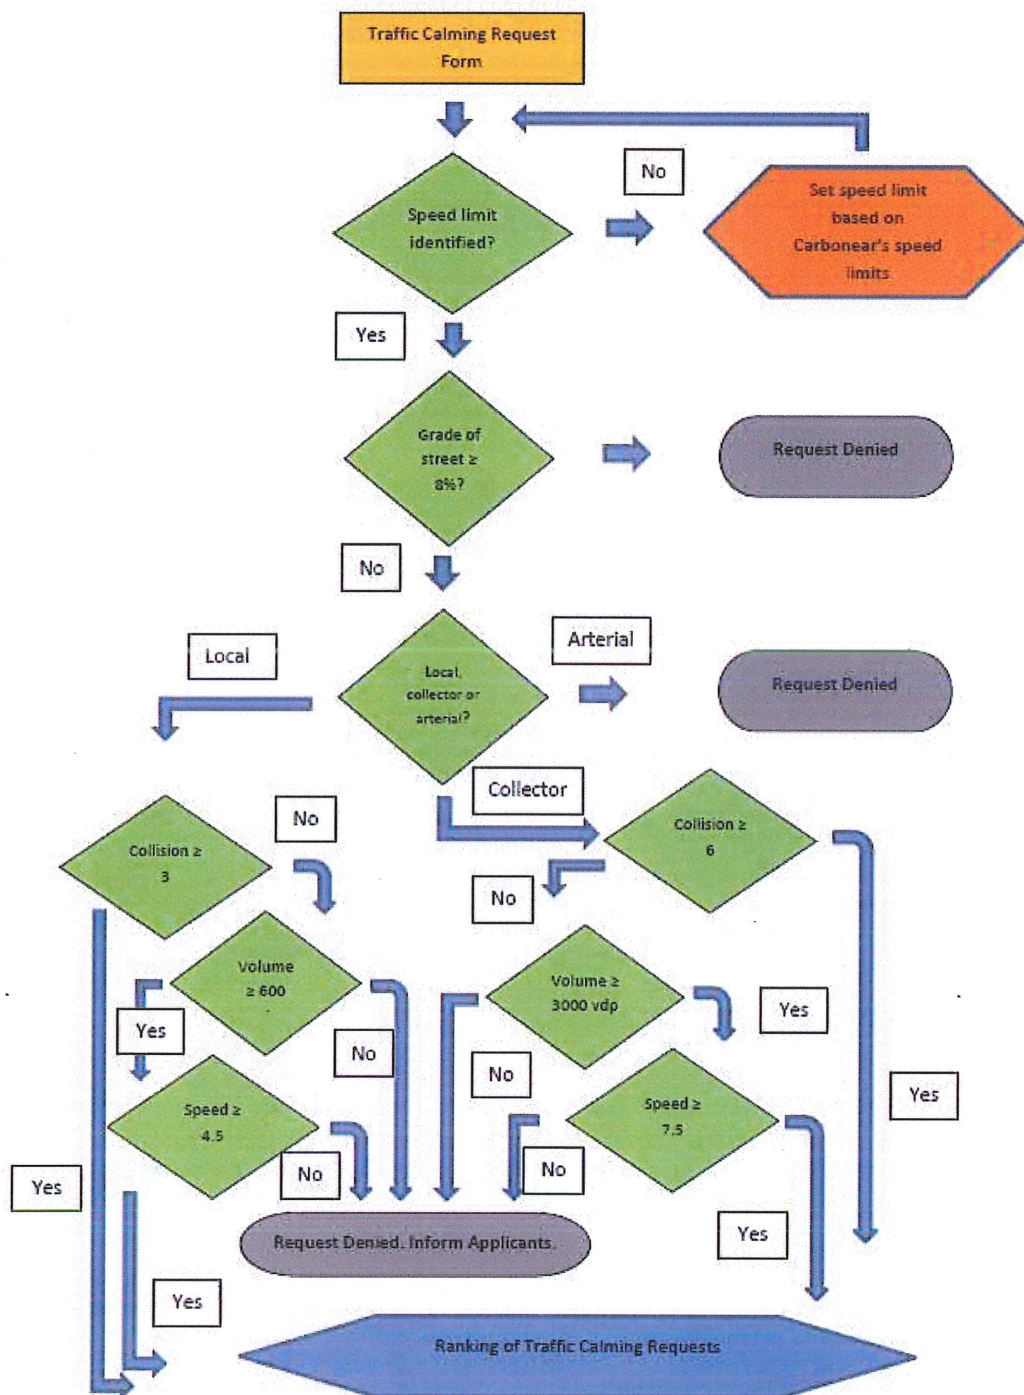 Traffic Calming Request
Form
No
Speed limit
identified?
Set speed limit
based on
Carbonear's speed
limits
Yes
Grade of
street ≥
8%?
Request Denied
No
Local
Arterial
Local,
collector or
arterial?
Request Denied
Collector
No
Collision ≥
3
Collision ≥
6
No
Volume
≥ 600
Volume ≥
3000 vdp
Yes
Yes
No
No
Yes
Speed ≥
4.5
Speed ≥
7.5
No
No
Yes
Yes
Request Denied. Inform Applicants.
Yes
Ranking of Traffic Calming Requests